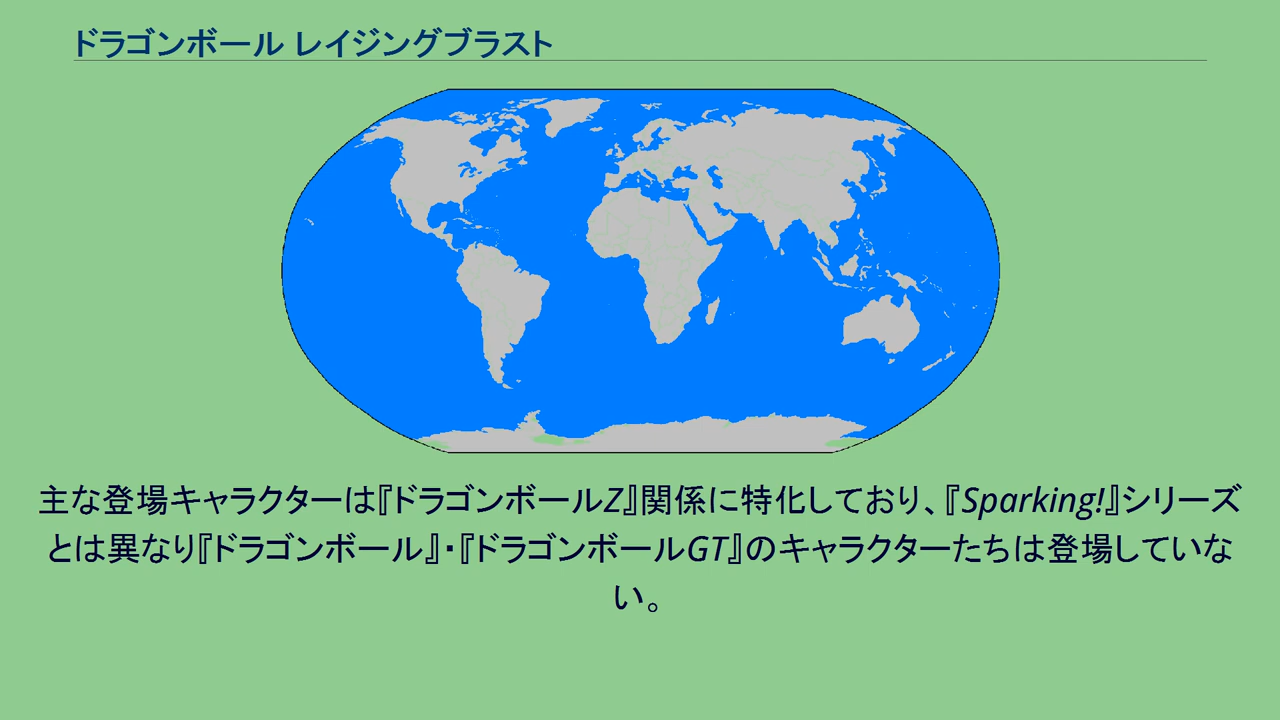 ドラゴンボール レイジングブラスト
主な登場キャラクターは『ドラゴンボールZ』関係に特化しており、『Sparking!』シリーズ
とは異なり『ドラゴンボール』・『ドラゴンボールGT』のキャラクターたちは登場していな
い。